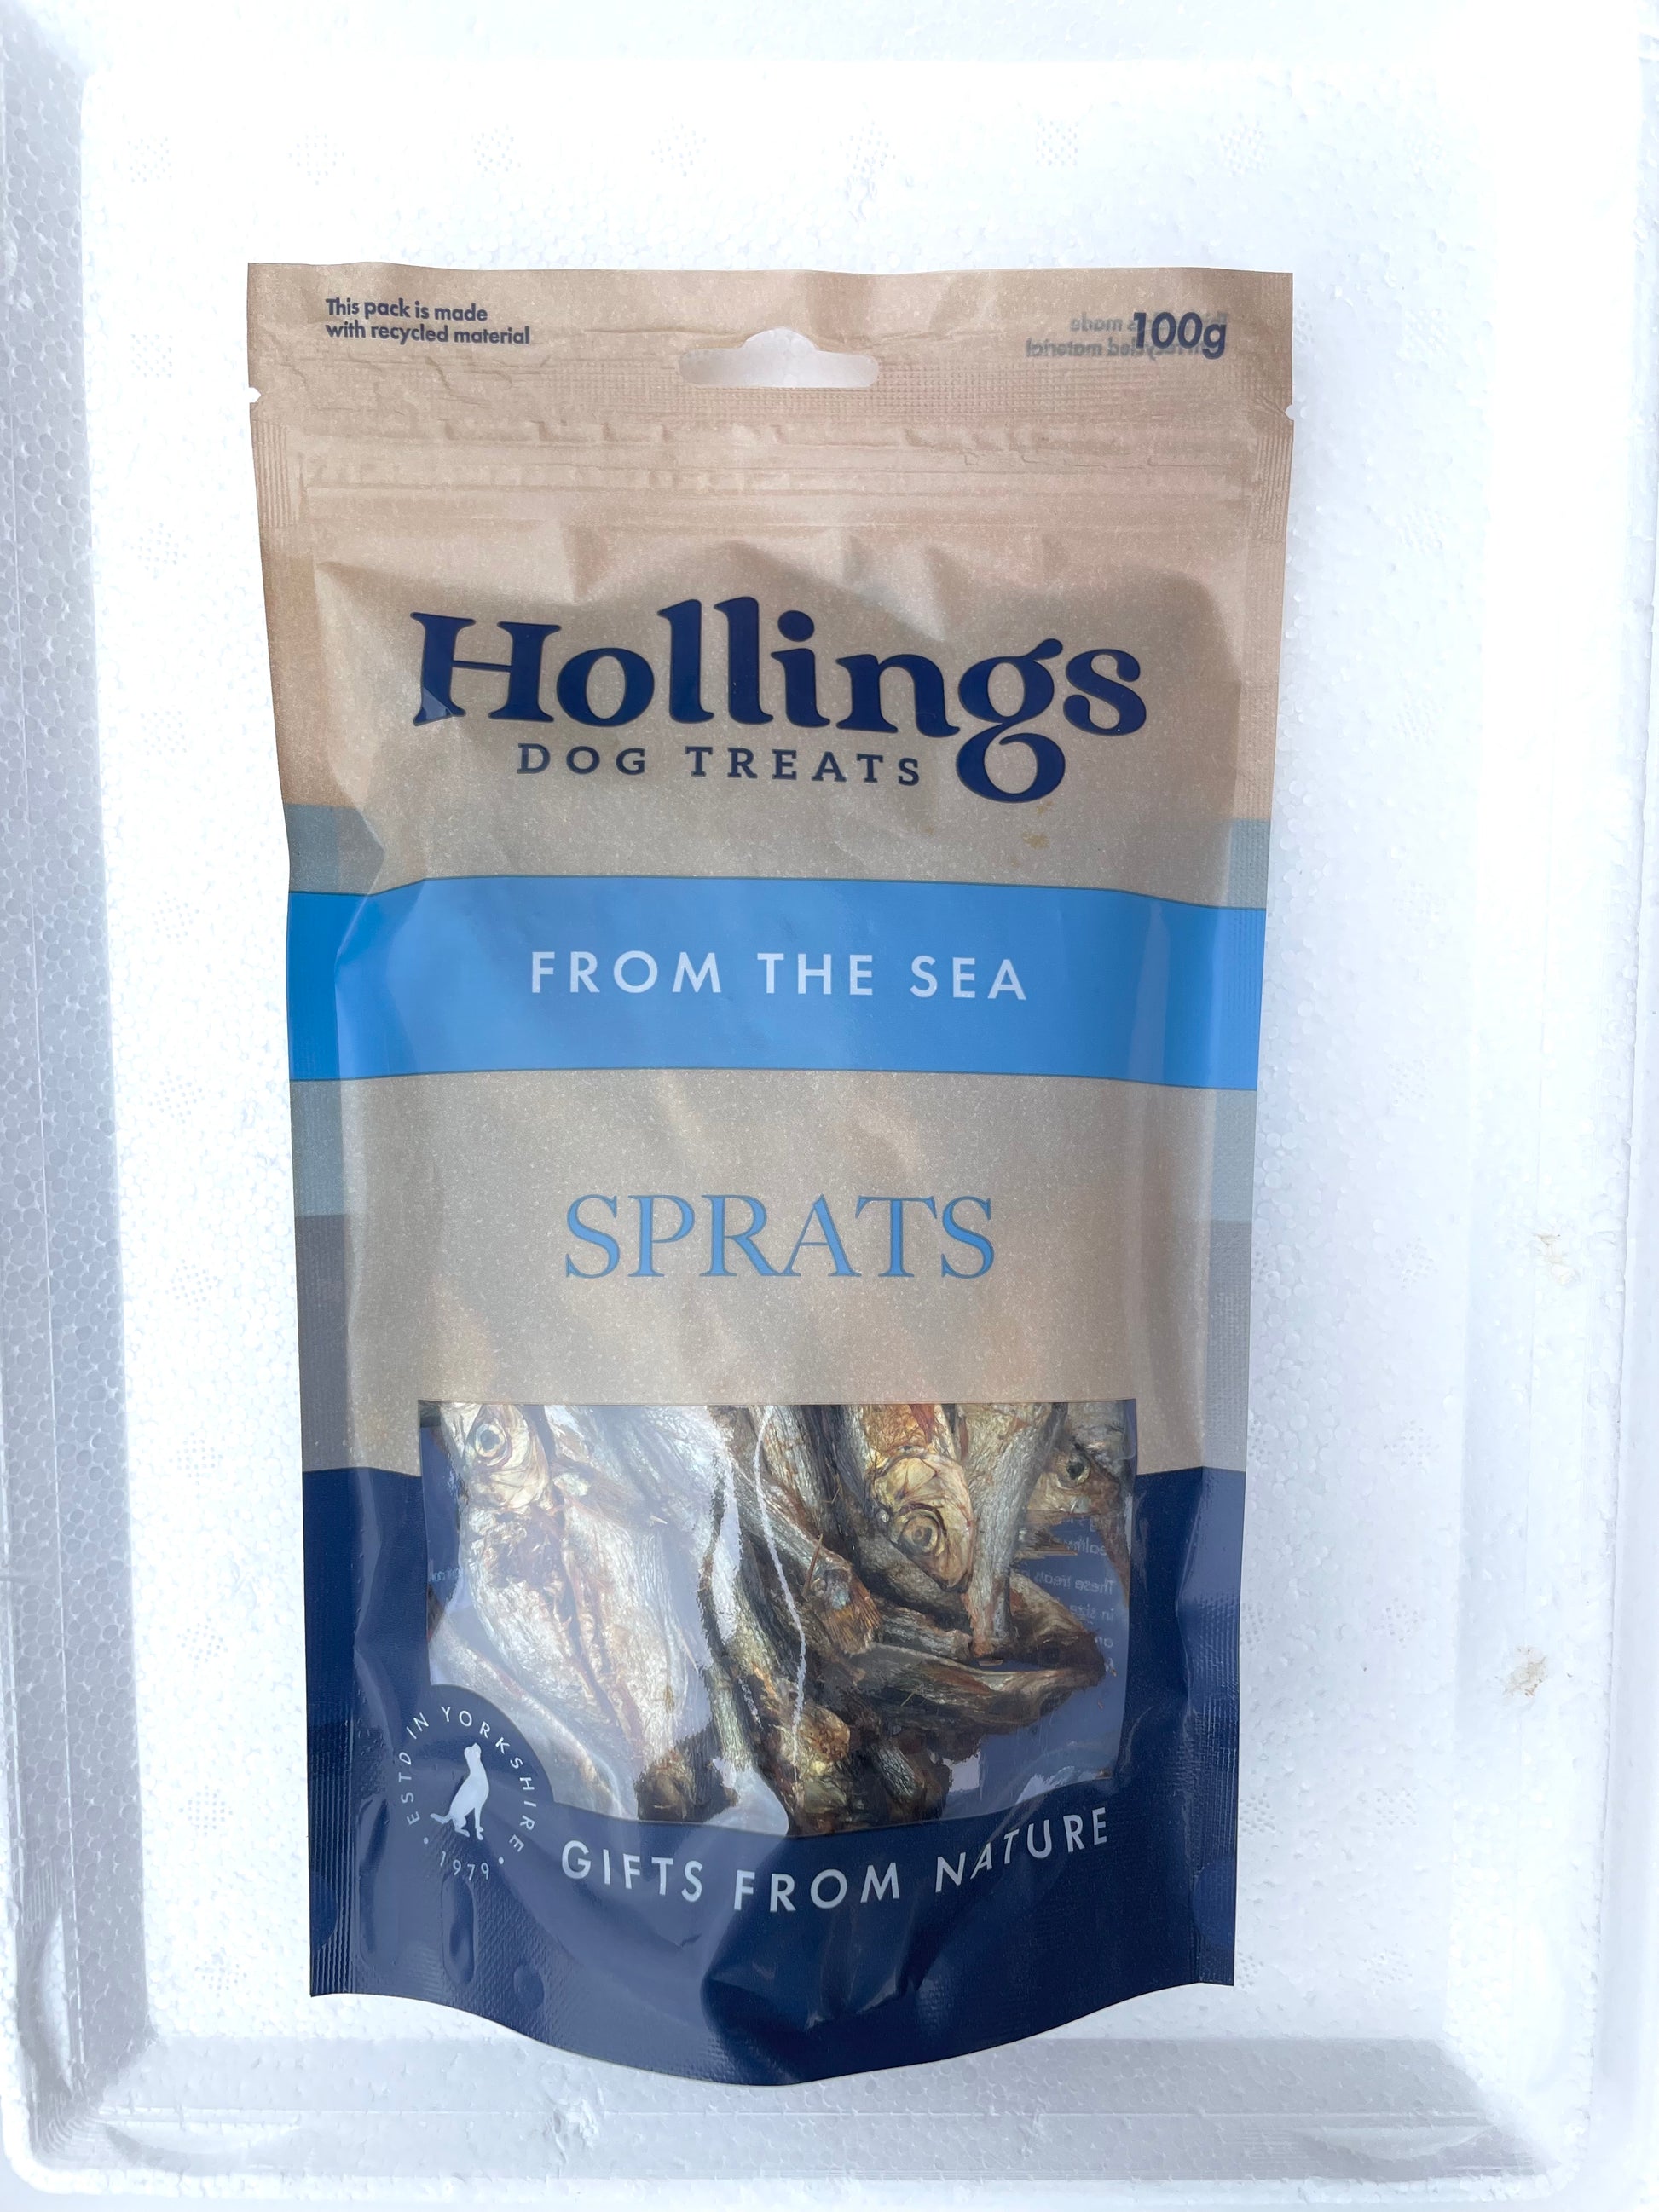 This pack is made
with recycled material
100g
Hollings
DOG TREATS
FROM THE SEA
SPRATS
• ESTD IN YORKSHIRE •
1979
GIFTS FROM NATURE